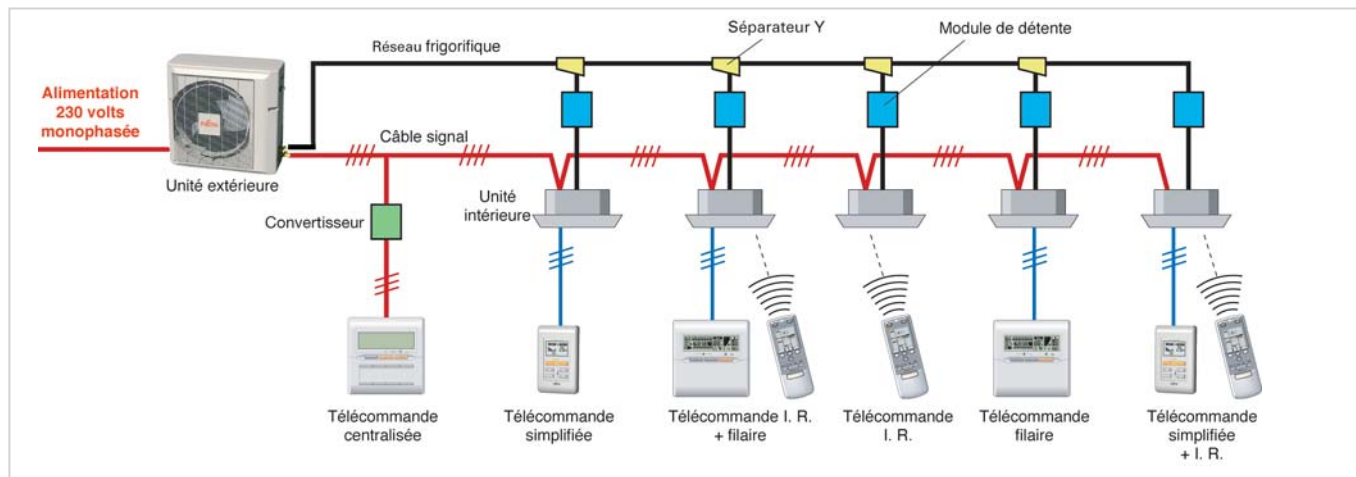 Séparateur Y
Module de détente
Réseau frigorifique
Alimentation
230 volts
monophasée
Câble signal
Unité extérieure
Unité
intérieure
Convertisseur
Télécommande
centralisée
Télécommande
simplifiée
Télécommande I. R.
+ filaire
Télécommande
I. R.
Télécommande
filaire
Télécommande
simplifiée
+ I. R.